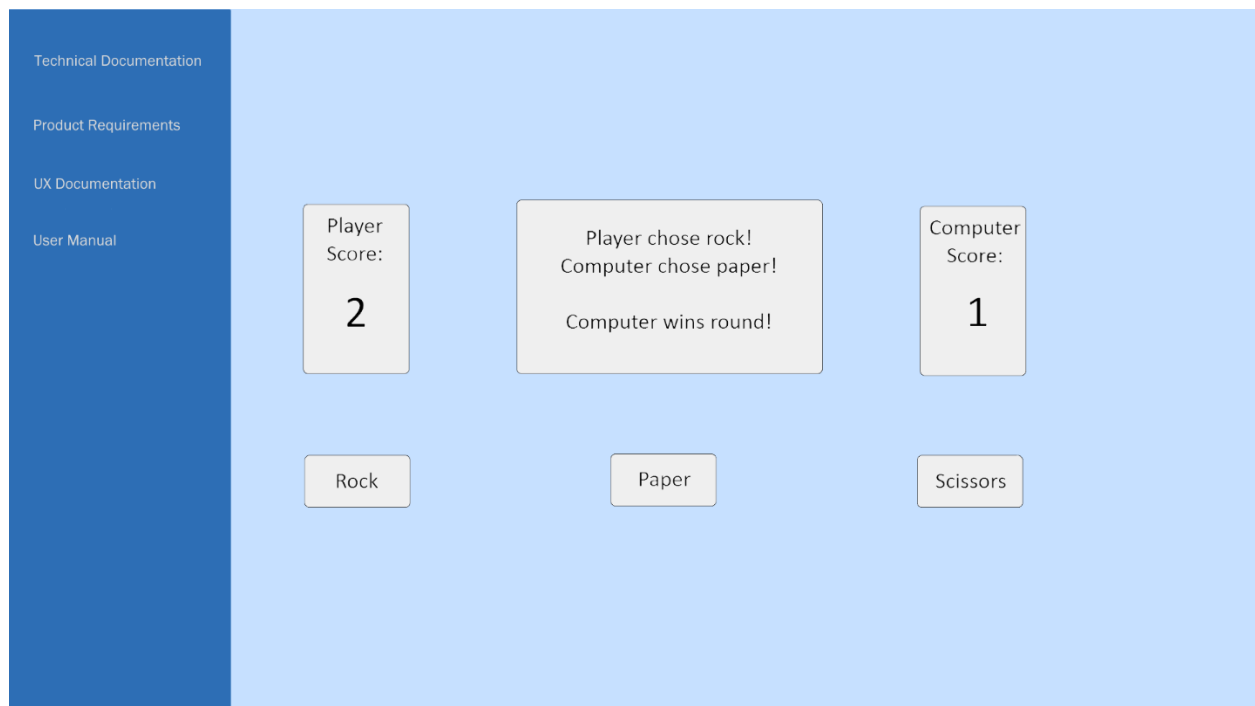 Technical Documentation
Product Requirements
UX Documentation
User Manual
Player
Score:
2
Player chose rock!
Computer chose paper!
Computer wins round!
Computer
Score:
1
Rock
Paper
Scissors